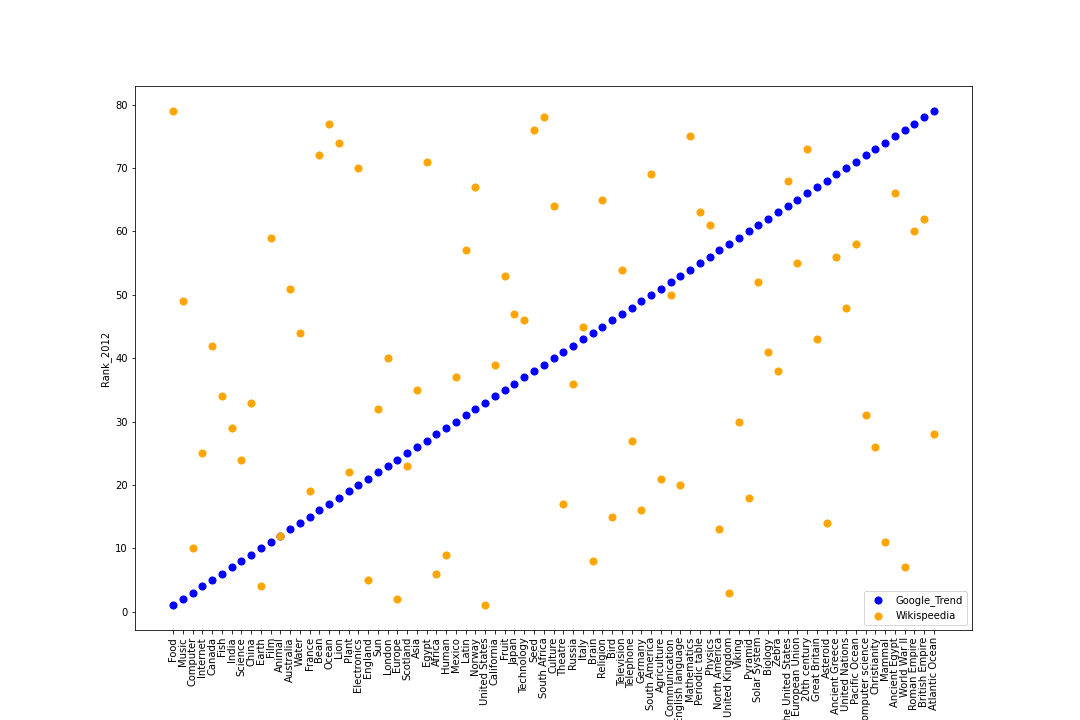 80
70
60
50
40
30
20
10
0
Rank_2012
Google_Trend
Wikispeedia
Food
Music
Computer
Internet
Canada
Fish
India
Science
China
Earth
Film
Animal
Australia
Water
France
Bean
Ocean
Lion
Plant
Electronics
England
Sun
London
Europe
Scotland
Asia
Egypt
Africa
Human
Mexico
Latin
Norway
United States
California
Fruit
Japan
Technology
Seed
South Africa
Culture
Theatre
Russia
Italy
Brain
Religion
Bird
Television
Telephone
Germany
South America
Agriculture
Communication
English language
Mathematics
Periodic table
Physics
North America
United Kingdom
Viking
Pyramid
Solar System
Biology
Zebra
he United States
European Union
20th century
Great Britain
Asteroid
Ancient Greece
United Nations
Pacific Ocean
omputer science
Christianity
Mammal
Ancient Egypt
World War II
Roman Empire
British Empire
Atlantic Ocean